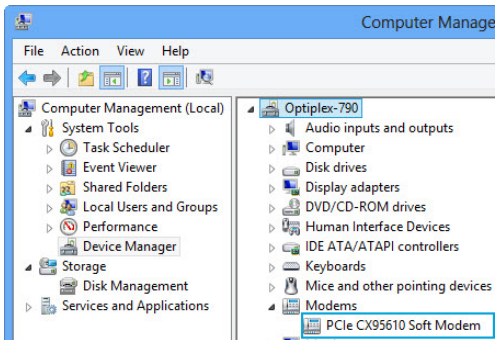 Computer Manage
File Action View Help
Computer Management (Local)
System Tools
Task Scheduler
Event Viewer
Shared Folders
Local Users and Groups
Performance
Device Manager
Storage
Disk Management
Services and Applications
Optiplex-790
Audio inputs and outputs
Computer
Disk drives
Display adapters
DVD/CD-ROM drives
Human Interface Devices
IDE ATA/ATAPI controllers
Keyboards
Mice and other pointing devices
Modems
PCIe CX95610 Soft Modem